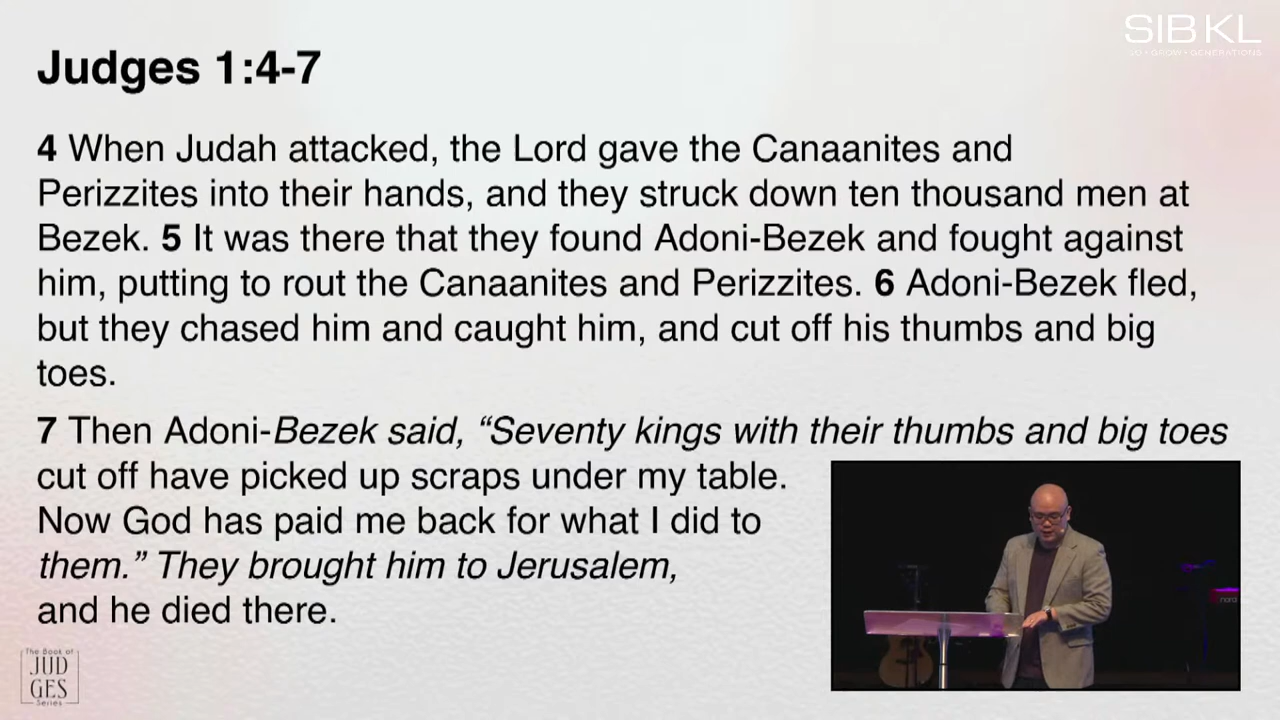 SIBKL
Judges 1:4-7
4 When Judah attacked, the Lord gave the Canaanites and
Perizzites into their hands, and they struck down ten thousand men at
Bezek. 5 It was there that they found Adoni-Bezek and fought against
him, putting to rout the Canaanites and Perizzites. 6 Adoni-Bezek fled,
but they chased him and caught him, and cut off his thumbs and big
toes.
7 Then Adoni-Bezek said, “Seventy kings with their thumbs and big toes
cut off have picked up scraps under my table.
Now God has paid me back for what I did to
them.” They brought him to Jerusalem,
and he died there.
nord
The Book of
JUD
GES
Series